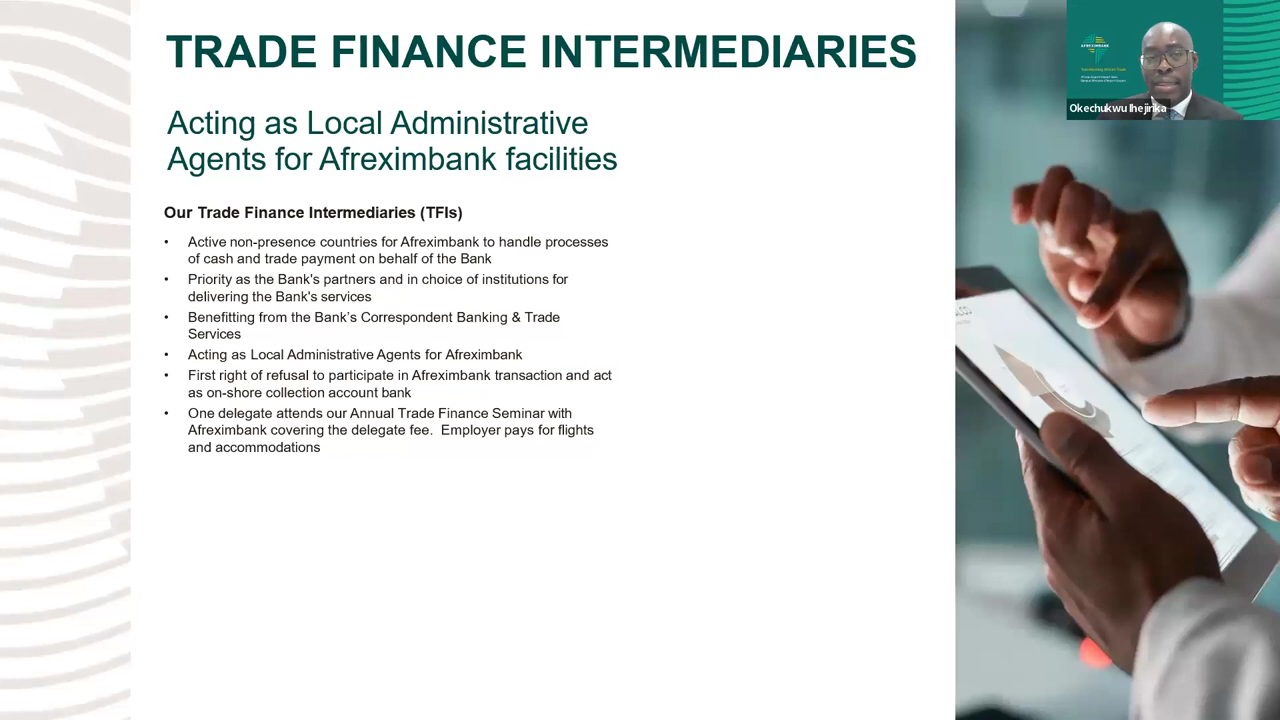 TRADE FINANCE INTERMEDIARIES
Acting as Local Administrative
Agents for Afreximbank facilities
Our Trade Finance Intermediaries (TFIs)
• Active non-presence countries for Afreximbank to handle processes
of cash and trade payment on behalf of the Bank
• Priority as the Bank's partners and in choice of institutions for
delivering the Bank's services
• Benefitting from the Bank’s Correspondent Banking & Trade
Services
• Acting as Local Administrative Agents for Afreximbank
• First right of refusal to participate in Afreximbank transaction and act
as on-shore collection account bank
• One delegate attends our Annual Trade Finance Seminar with
Afreximbank covering the delegate fee.  Employer pays for flights
and accommodations
AFREXIMBANK
Okechukwu Ihejirika